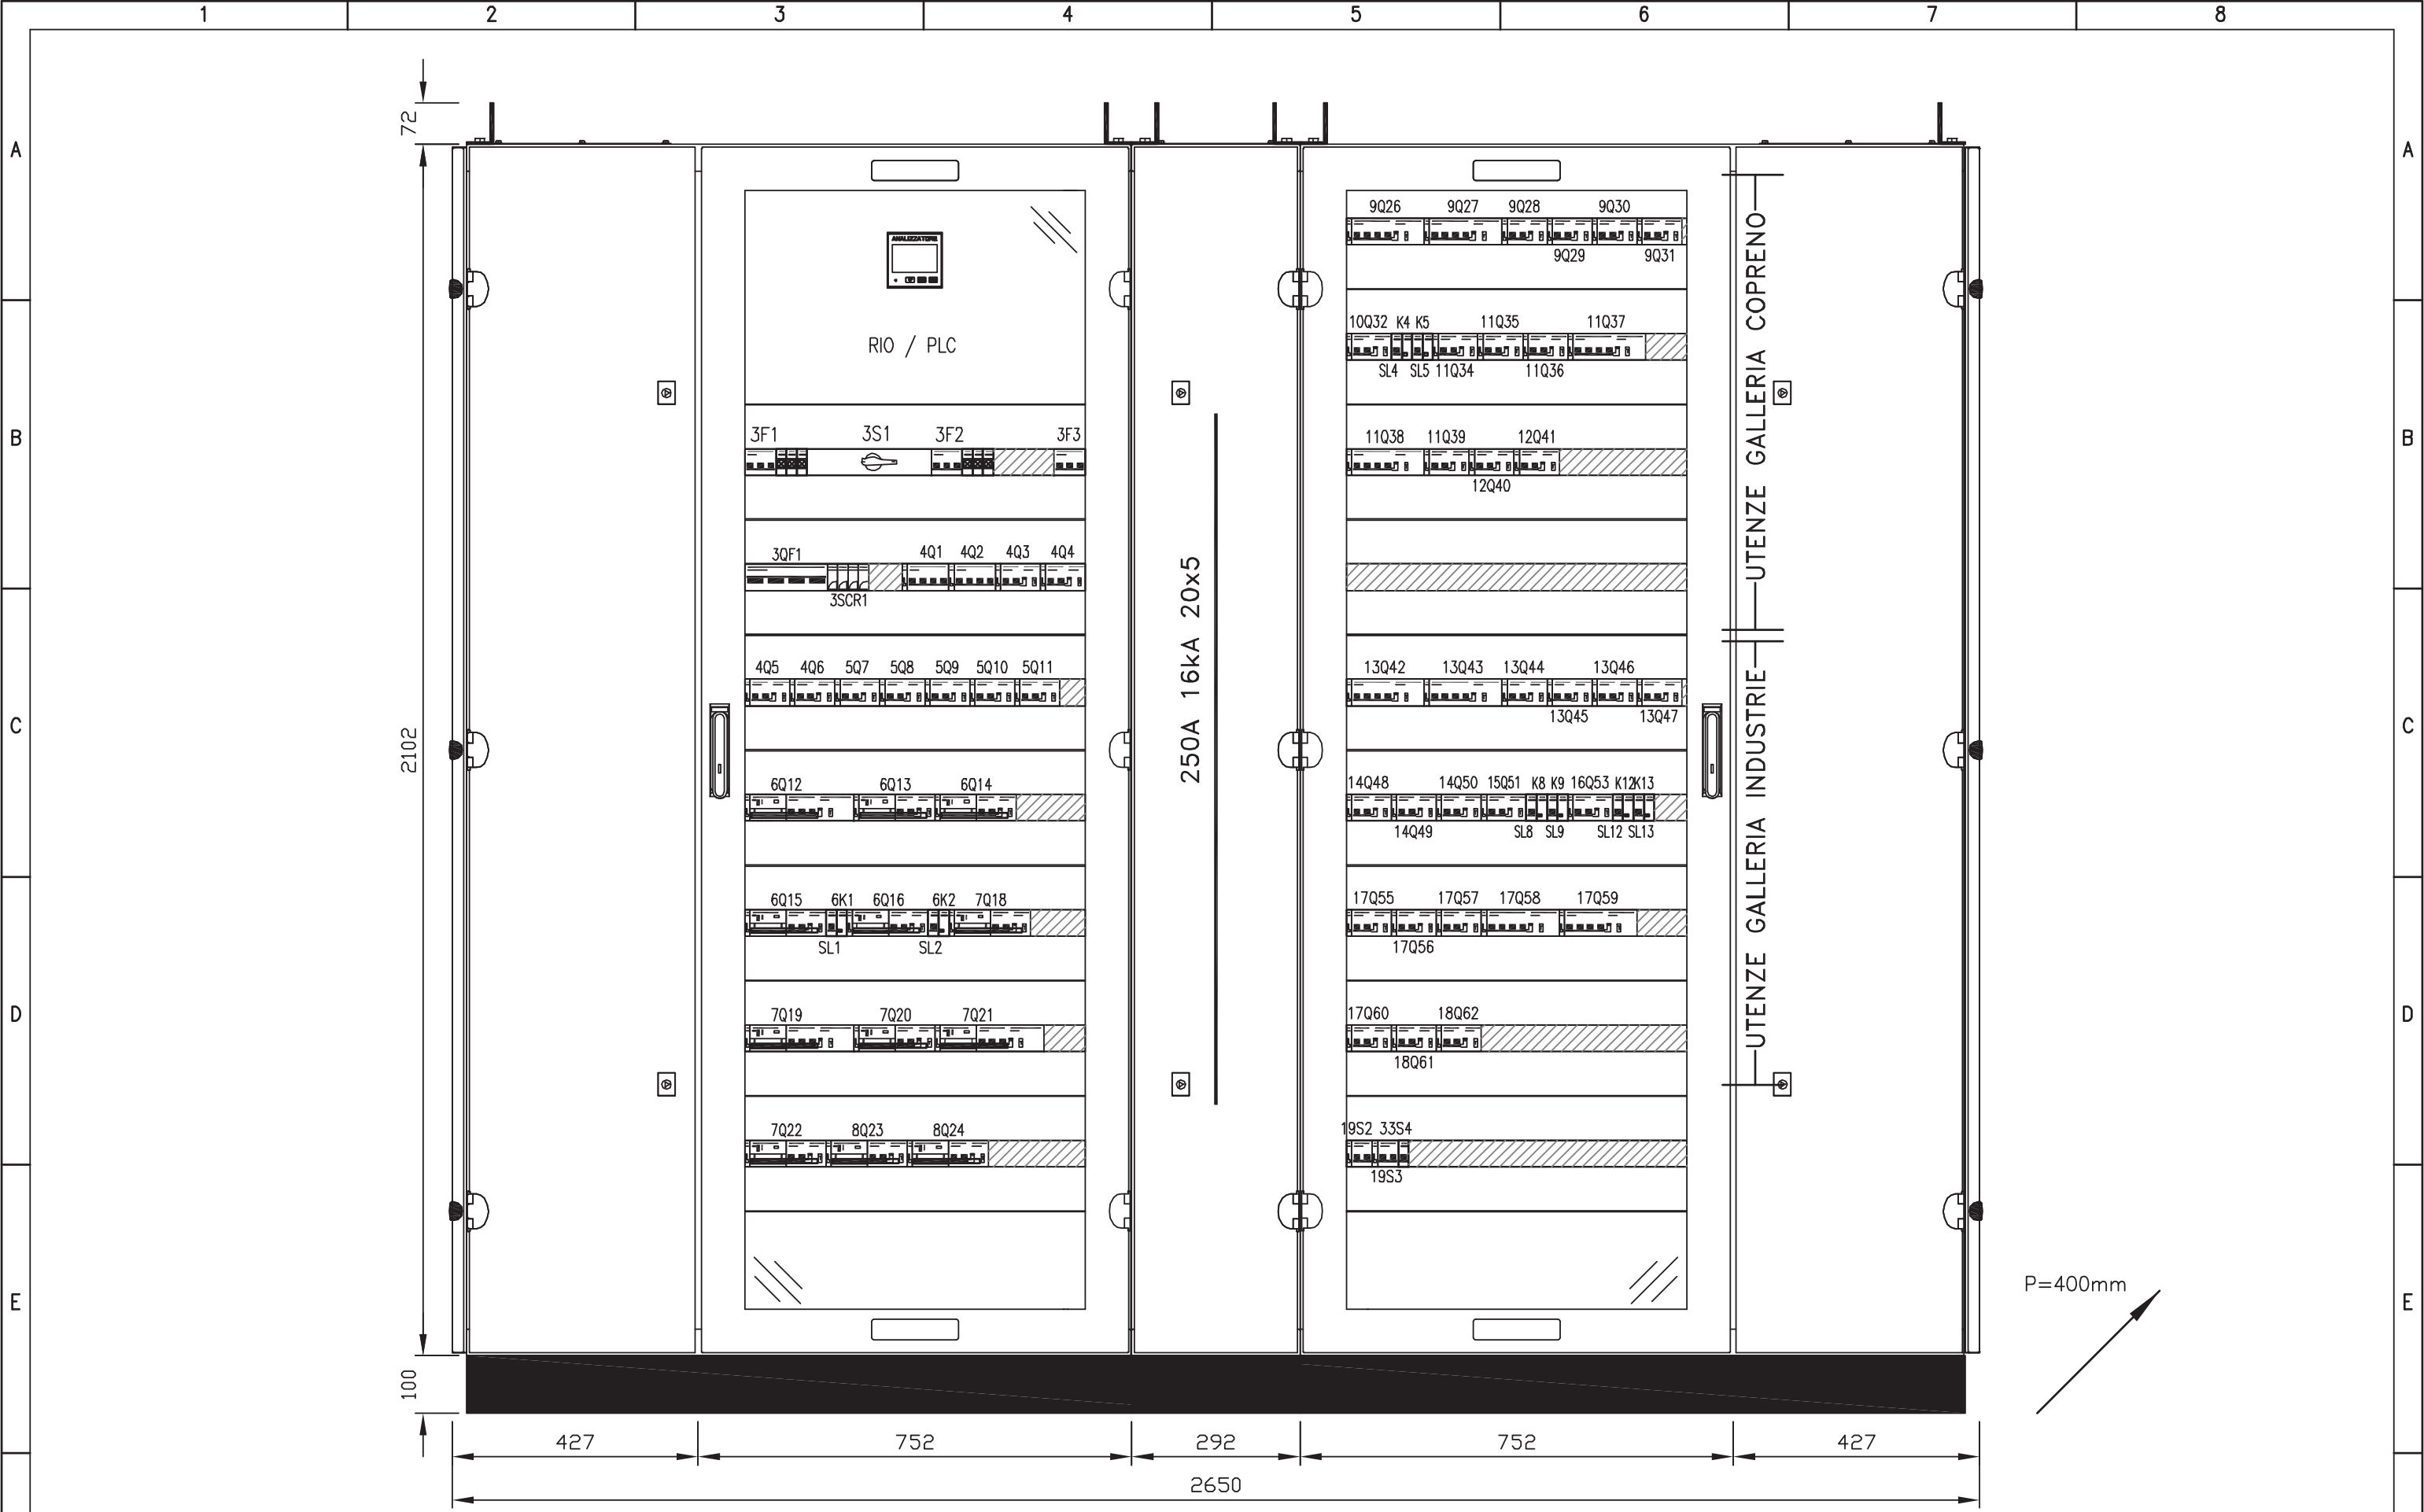 1 2 3 4 5 6 7 8
72
A A
ANALIZZATORE
9Q26 9Q27 9Q28 9Q30
9Q29 9Q31
RIO / PLC
10Q32 K4 K5 11Q35 11Q37
SL4 SL5 11Q34 11Q36
UTENZE GALLERIA COPRENO
B B
3F1 3S1 3F2 3F3
11Q38 11Q39 12Q41
12Q40
3QF1 4Q1 4Q2 4Q3 4Q4
3SCR1
250A 16kA 20x5
4Q5 4Q6 5Q7 5Q8 5Q9 5Q10 5Q11
13Q42 13Q43 13Q44 13Q46
13Q45 13Q47
C C
2102
6Q12 6Q13 6Q14
14Q48 14Q50 15Q51 K8 K9 16Q53 K12 K13
14Q49 SL8 SL9 SL12 SL13
UTENZE GALLERIA INDUSTRIE
6Q15 6K1 6Q16 6K2 7Q18
SL1 SL2
17Q55 17Q57 17Q58 17Q59
17Q56
D D
7Q19 7Q20 7Q21
17Q60 18Q62
18Q61
7Q22 8Q23 8Q24
19S2 33S4
19S3
P=400mm
E E
100
427 752 292 752 427
2650